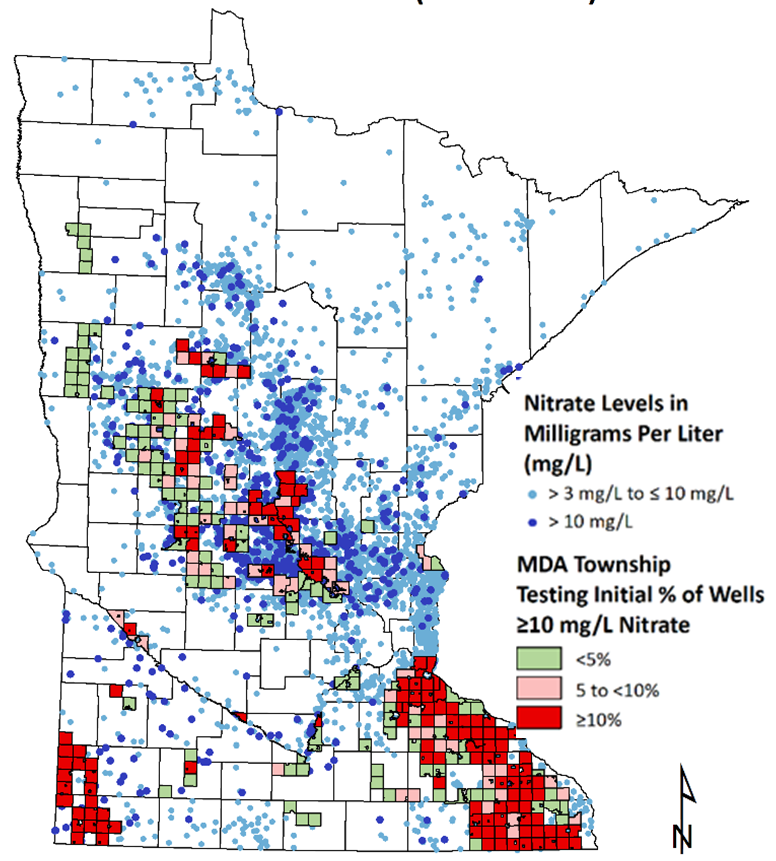 Nitrate Levels in
Milligrams Per Liter
(mg/L)
> 3 mg/L to ≤ 10 mg/L
> 10 mg/L
MDA Township
Testing Initial % of Wells
≥10 mg/L Nitrate
<5%
5 to <10%
≥10%
N